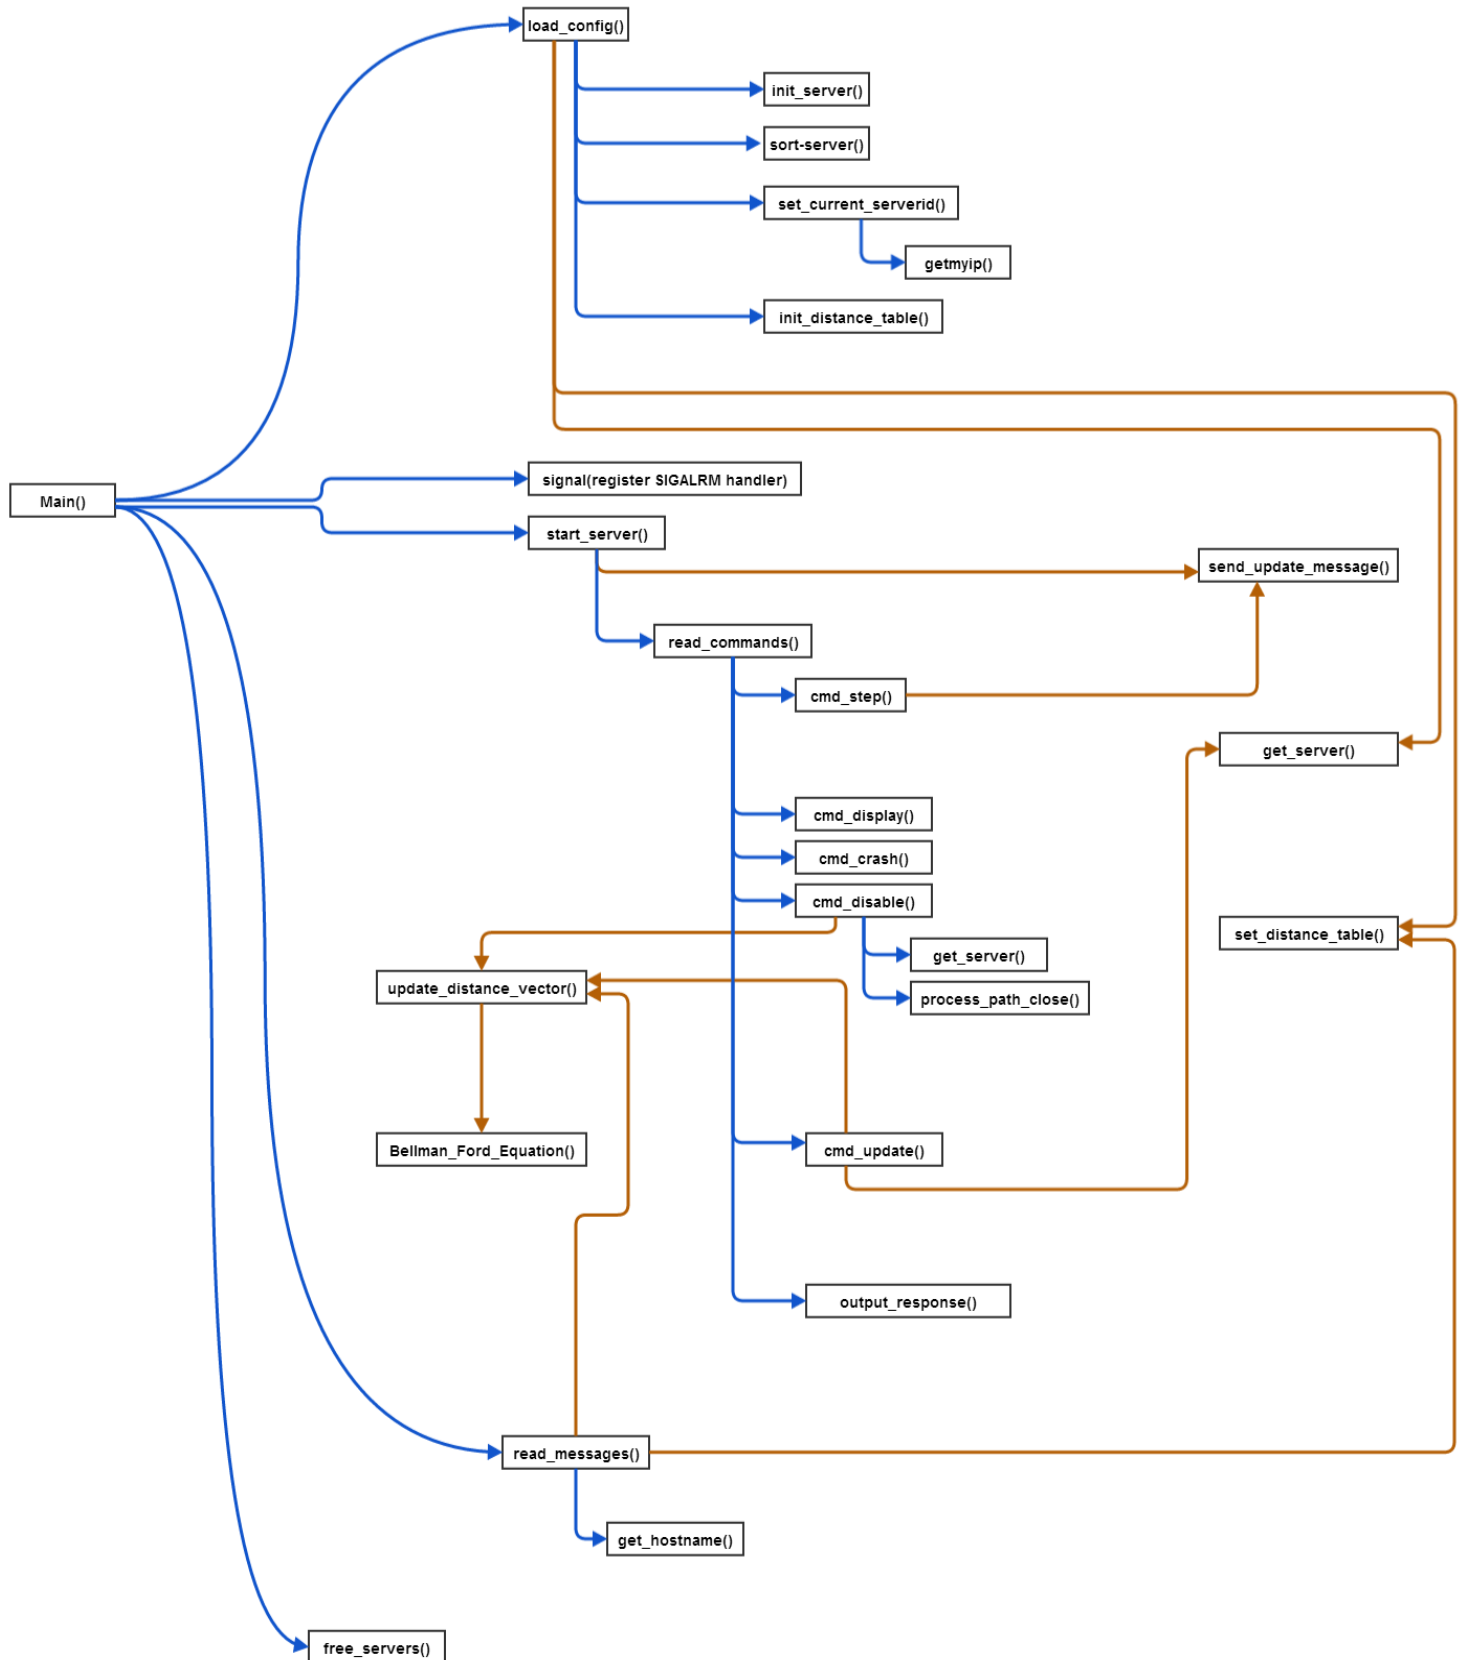 load_config()
init_server()
sort-server()
set_current_serverid()
getmyip()
init_distance_table()
signal(register SIGALRM handler)
Main()
start_server()
send_update_message()
read_commands()
cmd_step()
get_server()
cmd_display()
cmd_crash()
cmd_disable()
set_distance_table()
get_server()
update_distance_vector()
process_path_close()
Bellman_Ford_Equation()
cmd_update()
output_response()
read_messages()
get_hostname()
free_servers()